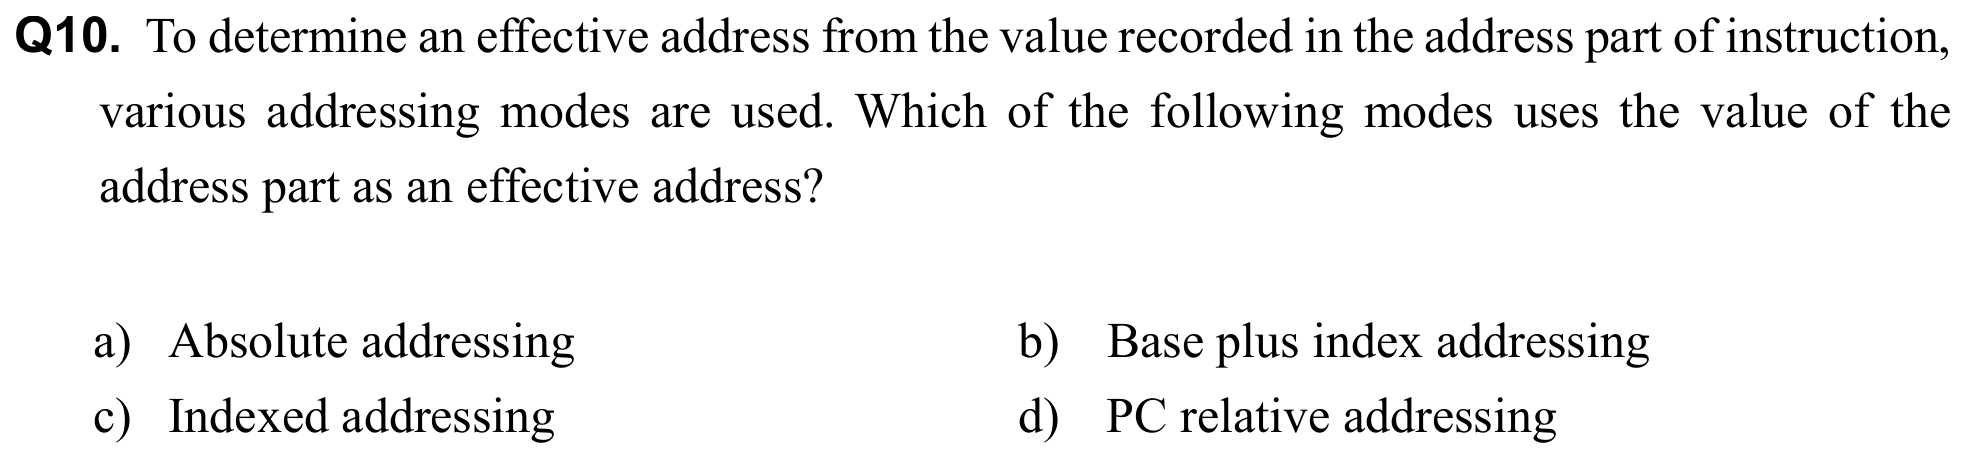 Q10. To determine an effective address from the value recorded in the address part of instruction,
various addressing modes are used. Which of the following modes uses the value of the
address part as an effective address?
a) Absolute addressing b) Base plus index addressing
c) Indexed addressing d) PC relative addressing